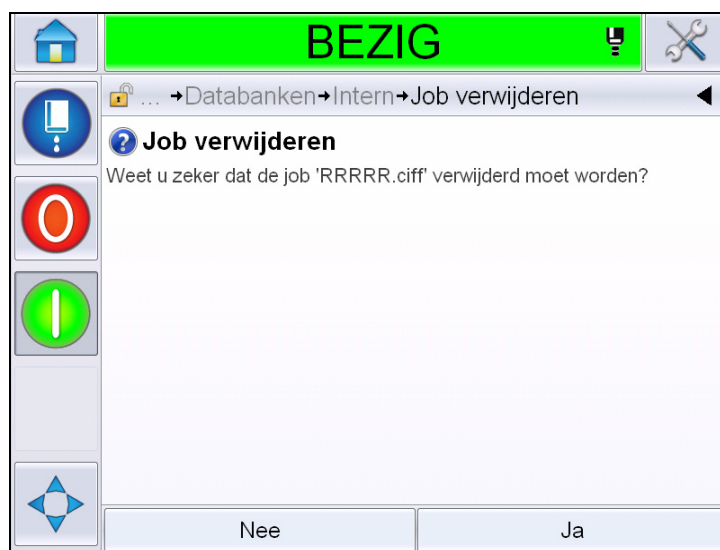 BEZIG
... →Databanken→Intern→Job verwijderen
Job verwijderen
Weet u zeker dat de job 'RRRRR.ciff' verwijderd moet worden?
Nee
Ja